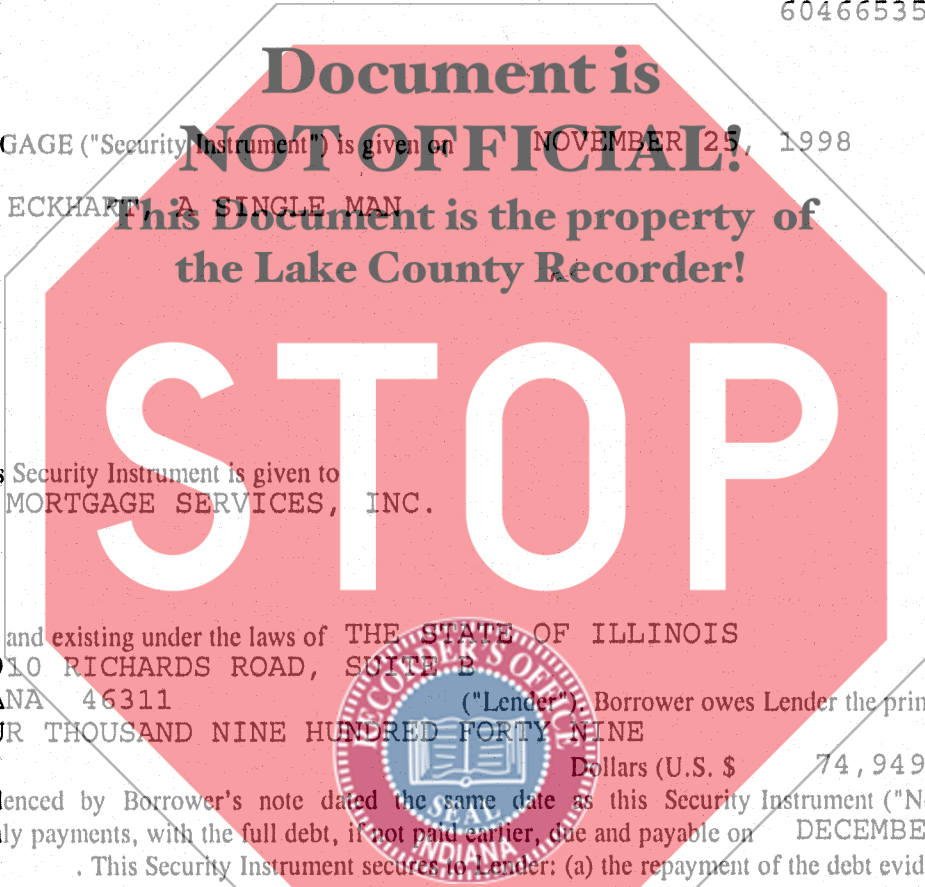 60466535
Document is
NOT OFFICIAL!
GAGE ("Security Instrument") is given on NOVEMBER 25, 1998
ECKHART, A SINGLE MAN
This Document is the property of
the Lake County Recorder!
STOP
s Security Instrument is given to
MORTGAGE SERVICES, INC.
and existing under the laws of THE STATE OF ILLINOIS
910 RICHARDS ROAD, SUITE B
ANA 46311 ("Lender"). Borrower owes Lender the prin
UR THOUSAND NINE HUNDRED FORTY NINE
Dollars (U.S. $ 74,949
denced by Borrower's note dated the same date as this Security Instrument ("N
ly payments, with the full debt, if not paid earlier, due and payable on DECEMBE
. This Security Instrument secures to Lender: (a) the repayment of the debt evid
RECORDER'S OFFICE
SEAL
INDIANA